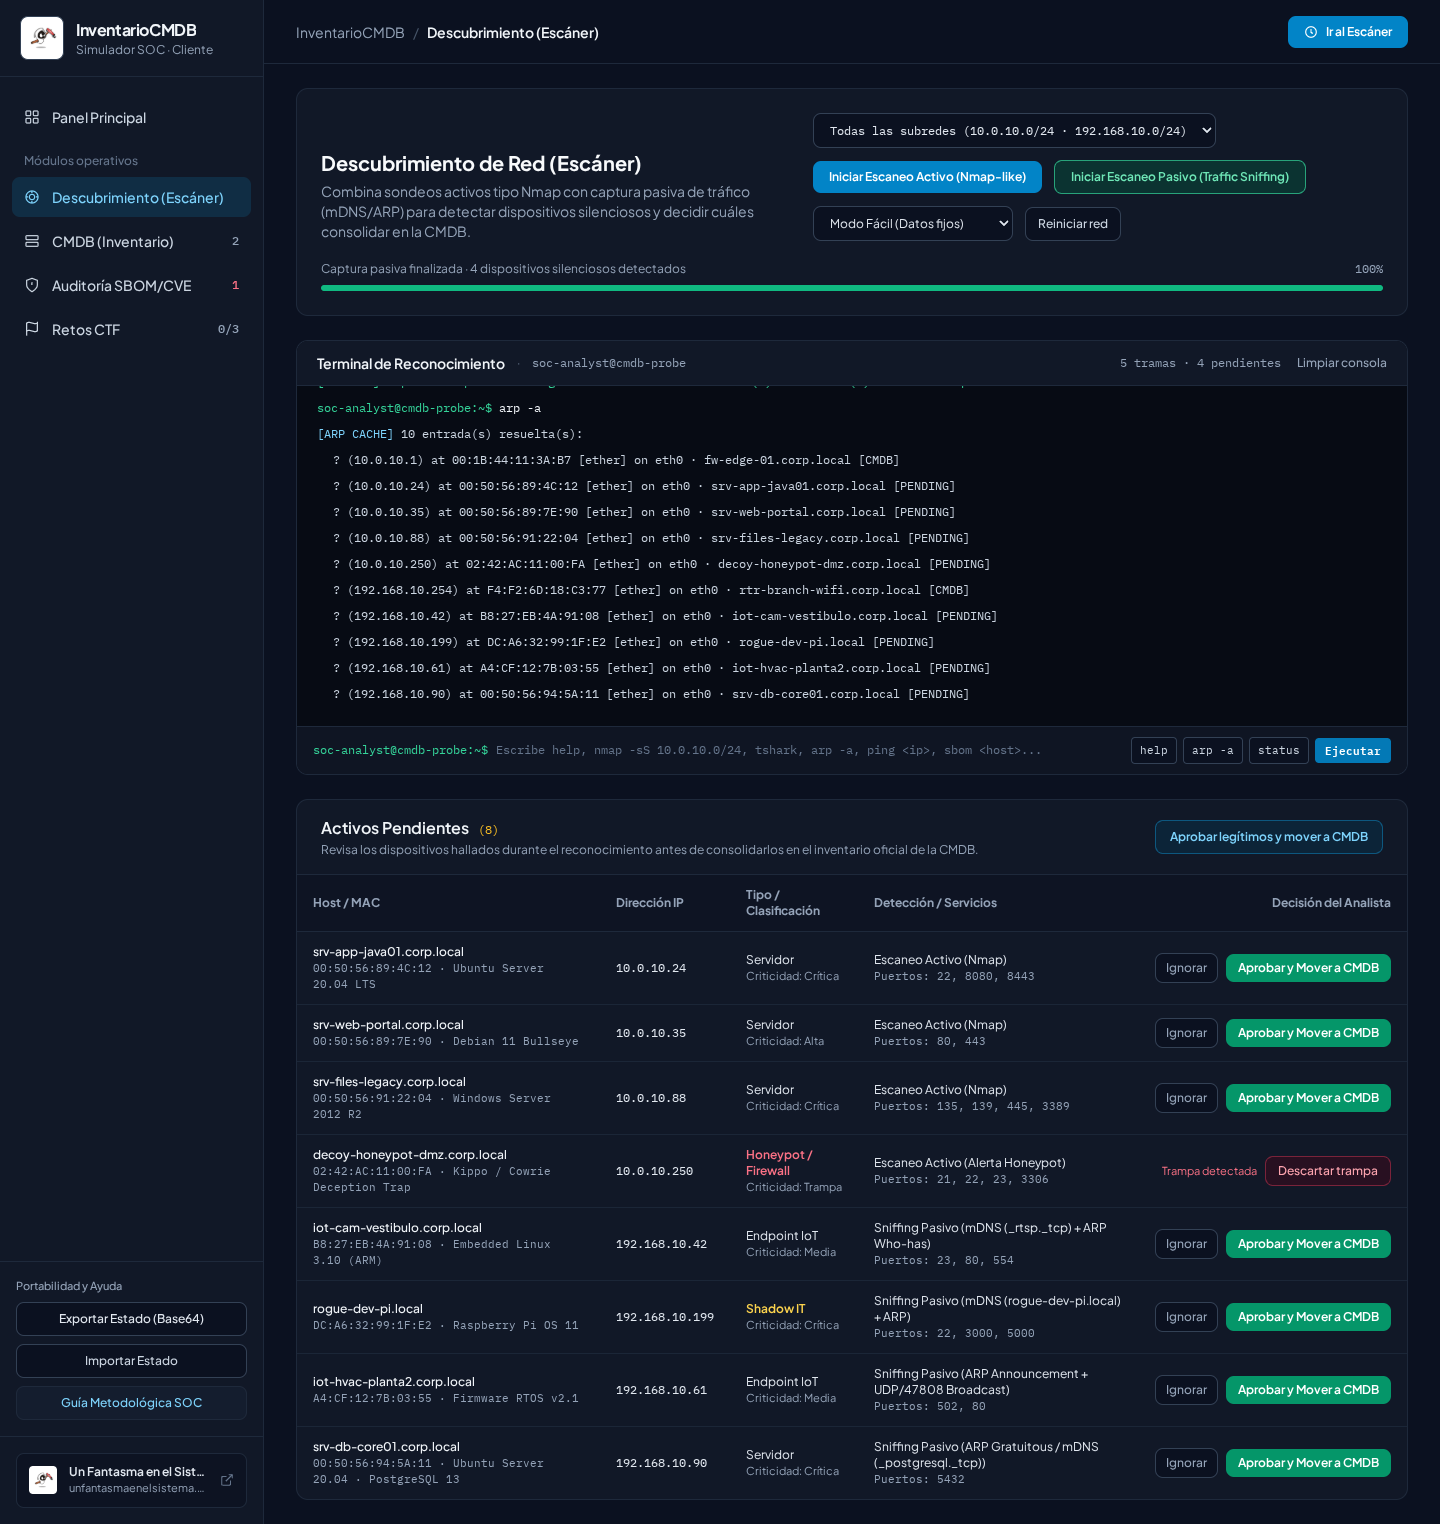 InventarioCMDB
Simulador SOC · Cliente
Panel Principal
Módulos operativos
Descubrimiento (Escáner)
CMDB (Inventario) 2
Auditoría SBOM/CVE 1
Retos CTF 0/3
Portabilidad y Ayuda
Exportar Estado (Base64)
Importar Estado
Guía Metodológica SOC
Un Fantasma en el Sist...
unfantasmaenelsistema....
InventarioCMDB / Descubrimiento (Escáner)
Ir al Escáner
Descubrimiento de Red (Escáner)
Combina sondeos activos tipo Nmap con captura pasiva de tráfico
(mDNS/ARP) para detectar dispositivos silenciosos y decidir cuáles
consolidar en la CMDB.
Todas las subredes (10.0.10.0/24 · 192.168.10.0/24)
Iniciar Escaneo Activo (Nmap-like)
Iniciar Escaneo Pasivo (Traffic Sniffing)
Modo Fácil (Datos fijos)
Reiniciar red
Captura pasiva finalizada · 4 dispositivos silenciosos detectados 100%
Terminal de Reconocimiento · soc-analyst@cmdb-probe 5 tramas · 4 pendientes Limpiar consola
soc-analyst@cmdb-probe:~$ arp -a
[ARP CACHE] 10 entrada(s) resuelta(s):
? (10.0.10.1) at 00:1B:44:11:3A:B7 [ether] on eth0 · fw-edge-01.corp.local [CMDB]
? (10.0.10.24) at 00:50:56:89:4C:12 [ether] on eth0 · srv-app-java01.corp.local [PENDING]
? (10.0.10.35) at 00:50:56:89:7E:90 [ether] on eth0 · srv-web-portal.corp.local [PENDING]
? (10.0.10.88) at 00:50:56:91:22:04 [ether] on eth0 · srv-files-legacy.corp.local [PENDING]
? (10.0.10.250) at 02:42:AC:11:00:FA [ether] on eth0 · decoy-honeypot-dmz.corp.local [PENDING]
? (192.168.10.254) at F4:F2:6D:18:C3:77 [ether] on eth0 · rtr-branch-wifi.corp.local [CMDB]
? (192.168.10.42) at B8:27:EB:4A:91:08 [ether] on eth0 · iot-cam-vestibulo.corp.local [PENDING]
? (192.168.10.199) at DC:A6:32:99:1F:E2 [ether] on eth0 · rogue-dev-pi.local [PENDING]
? (192.168.10.61) at A4:CF:12:7B:03:55 [ether] on eth0 · iot-hvac-planta2.corp.local [PENDING]
? (192.168.10.90) at 00:50:56:94:5A:11 [ether] on eth0 · srv-db-core01.corp.local [PENDING]
soc-analyst@cmdb-probe:~$ Escribe help, nmap -sS 10.0.10.0/24, tshark, arp -a, ping <ip>, sbom <host>... help arp -a status Ejecutar
Activos Pendientes (8)
Revisa los dispositivos hallados durante el reconocimiento antes de consolidarlos en el inventario oficial de la CMDB.
Aprobar legítimos y mover a CMDB
Host / MAC
Dirección IP
Tipo /
Clasificación
Detección / Servicios
Decisión del Analista
srv-app-java01.corp.local
00:50:56:89:4C:12 · Ubuntu Server
20.04 LTS
10.0.10.24
Servidor
Criticidad: Crítica
Escaneo Activo (Nmap)
Puertos: 22, 8080, 8443
Ignorar Aprobar y Mover a CMDB
srv-web-portal.corp.local
00:50:56:89:7E:90 · Debian 11 Bullseye
10.0.10.35
Servidor
Criticidad: Alta
Escaneo Activo (Nmap)
Puertos: 80, 443
Ignorar Aprobar y Mover a CMDB
srv-files-legacy.corp.local
00:50:56:91:22:04 · Windows Server
2012 R2
10.0.10.88
Servidor
Criticidad: Crítica
Escaneo Activo (Nmap)
Puertos: 135, 139, 445, 3389
Ignorar Aprobar y Mover a CMDB
decoy-honeypot-dmz.corp.local
02:42:AC:11:00:FA · Kippo / Cowrie
Deception Trap
10.0.10.250
Honeypot /
Firewall
Criticidad: Trampa
Escaneo Activo (Alerta Honeypot)
Puertos: 21, 22, 23, 3306
Trampa detectada Descartar trampa
iot-cam-vestibulo.corp.local
B8:27:EB:4A:91:08 · Embedded Linux
3.10 (ARM)
192.168.10.42
Endpoint IoT
Criticidad: Media
Sniffing Pasivo (mDNS (_rtsp._tcp) + ARP
Who-has)
Puertos: 23, 80, 554
Ignorar Aprobar y Mover a CMDB
rogue-dev-pi.local
DC:A6:32:99:1F:E2 · Raspberry Pi OS 11
192.168.10.199
Shadow IT
Criticidad: Crítica
Sniffing Pasivo (mDNS (rogue-dev-pi.local)
+ ARP)
Puertos: 22, 3000, 5000
Ignorar Aprobar y Mover a CMDB
iot-hvac-planta2.corp.local
A4:CF:12:7B:03:55 · Firmware RTOS v2.1
192.168.10.61
Endpoint IoT
Criticidad: Media
Sniffing Pasivo (ARP Announcement +
UDP/47808 Broadcast)
Puertos: 502, 80
Ignorar Aprobar y Mover a CMDB
srv-db-core01.corp.local
00:50:56:94:5A:11 · Ubuntu Server
20.04 · PostgreSQL 13
192.168.10.90
Servidor
Criticidad: Crítica
Sniffing Pasivo (ARP Gratuitous / mDNS
(_postgresql._tcp))
Puertos: 5432
Ignorar Aprobar y Mover a CMDB